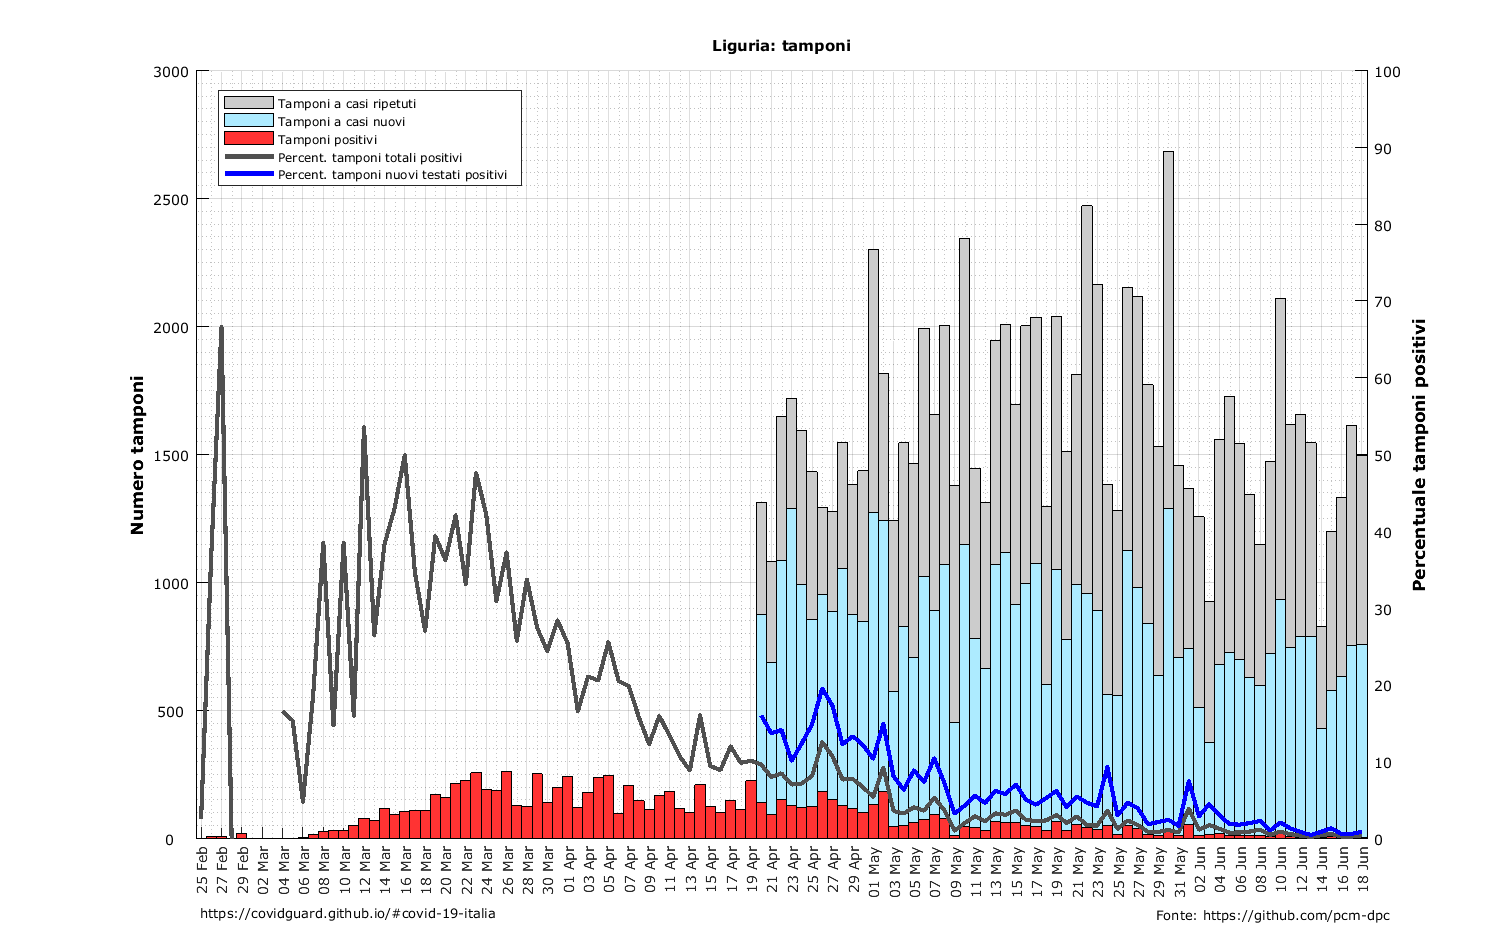 Liguria: tamponi
Tamponi a casi ripetuti
Tamponi a casi nuovi
Tamponi positivi
Percent. tamponi totali positivi
Percent. tamponi nuovi testati positivi
Numero tamponi
3000
2500
2000
1500
1000
500
0
Percentuale tamponi positivi
100
90
80
70
60
50
40
30
20
10
0
25 Feb
27 Feb
29 Feb
02 Mar
04 Mar
06 Mar
08 Mar
10 Mar
12 Mar
14 Mar
16 Mar
18 Mar
20 Mar
22 Mar
24 Mar
26 Mar
28 Mar
30 Mar
01 Apr
03 Apr
05 Apr
07 Apr
09 Apr
11 Apr
13 Apr
15 Apr
17 Apr
19 Apr
21 Apr
23 Apr
25 Apr
27 Apr
29 Apr
01 May
03 May
05 May
07 May
09 May
11 May
13 May
15 May
17 May
19 May
21 May
23 May
25 May
27 May
29 May
31 May
02 Jun
04 Jun
06 Jun
08 Jun
10 Jun
12 Jun
14 Jun
16 Jun
18 Jun
https://covidguard.github.io/#covid-19-italia
Fonte: https://github.com/pcm-dpc